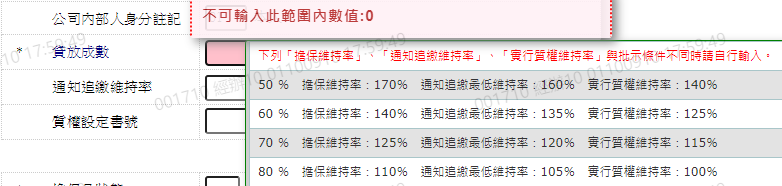 公司內部人身分註記
不可輸入此範圍內數值:0
* 貸放成數
下列「擔保維持率」、「通知追繳維持率」、「實行質權維持率」與批示條件不同時請自行輸入。
通知追繳維持率
50 % 擔保維持率：170% 通知追繳最低維持率：160% 實行質權維持率：140%
質權設定書號
60 % 擔保維持率：140% 通知追繳最低維持率：135% 實行質權維持率：125%
70 % 擔保維持率：125% 通知追繳最低維持率：120% 實行質權維持率：115%
80 % 擔保維持率：110% 通知追繳最低維持率：105% 實行質權維持率：100%